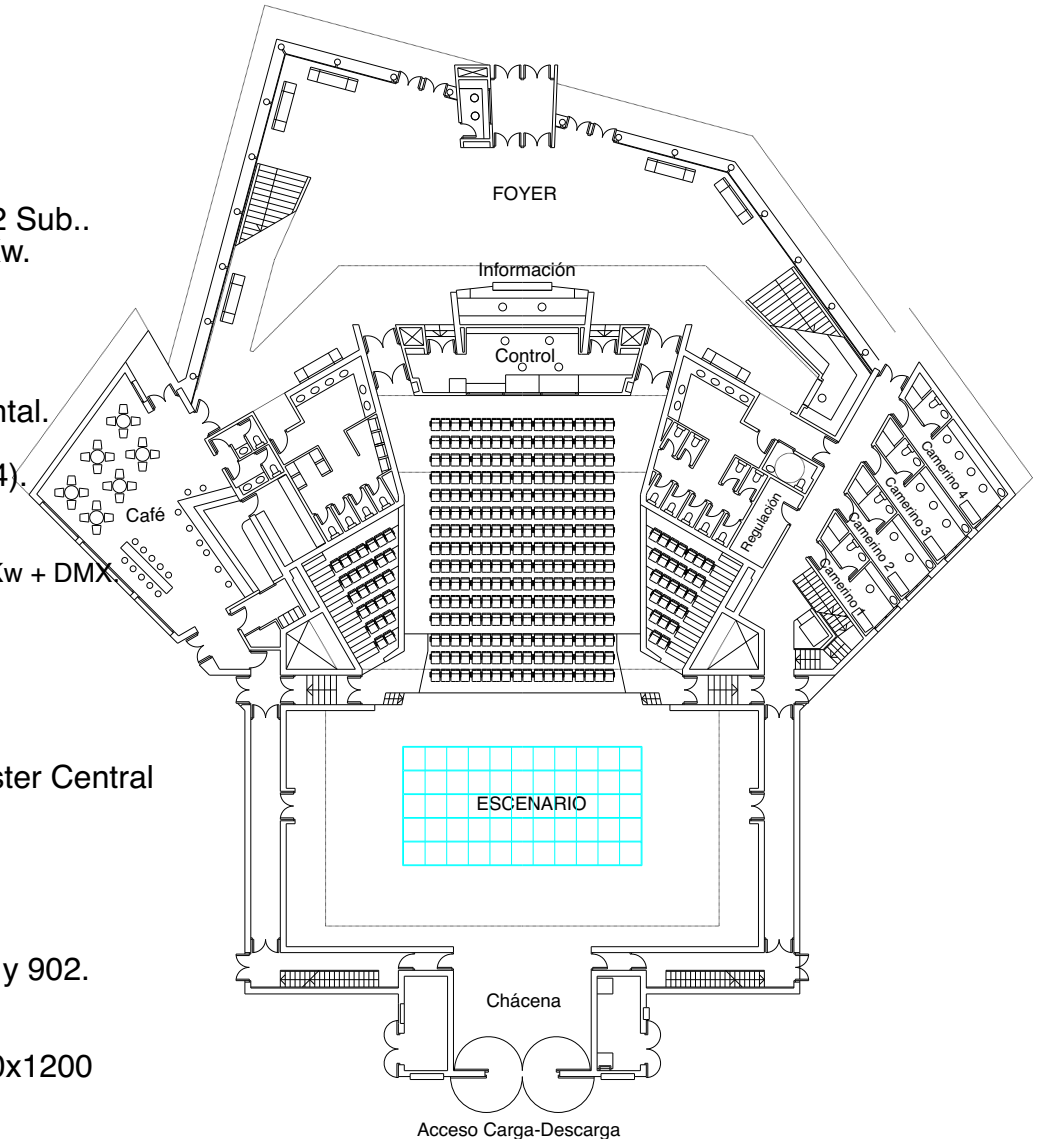 2 Sub..
w.
ntal.
4).
Kw + DMX.
ster Central
y 902.
0x1200
FOYER
Información
Control
Café
Regulación
Camerino 4
Camerino 3
Camerino 2
Camerino 1
ESCENARIO
Chácena
Acceso Carga-Descarga